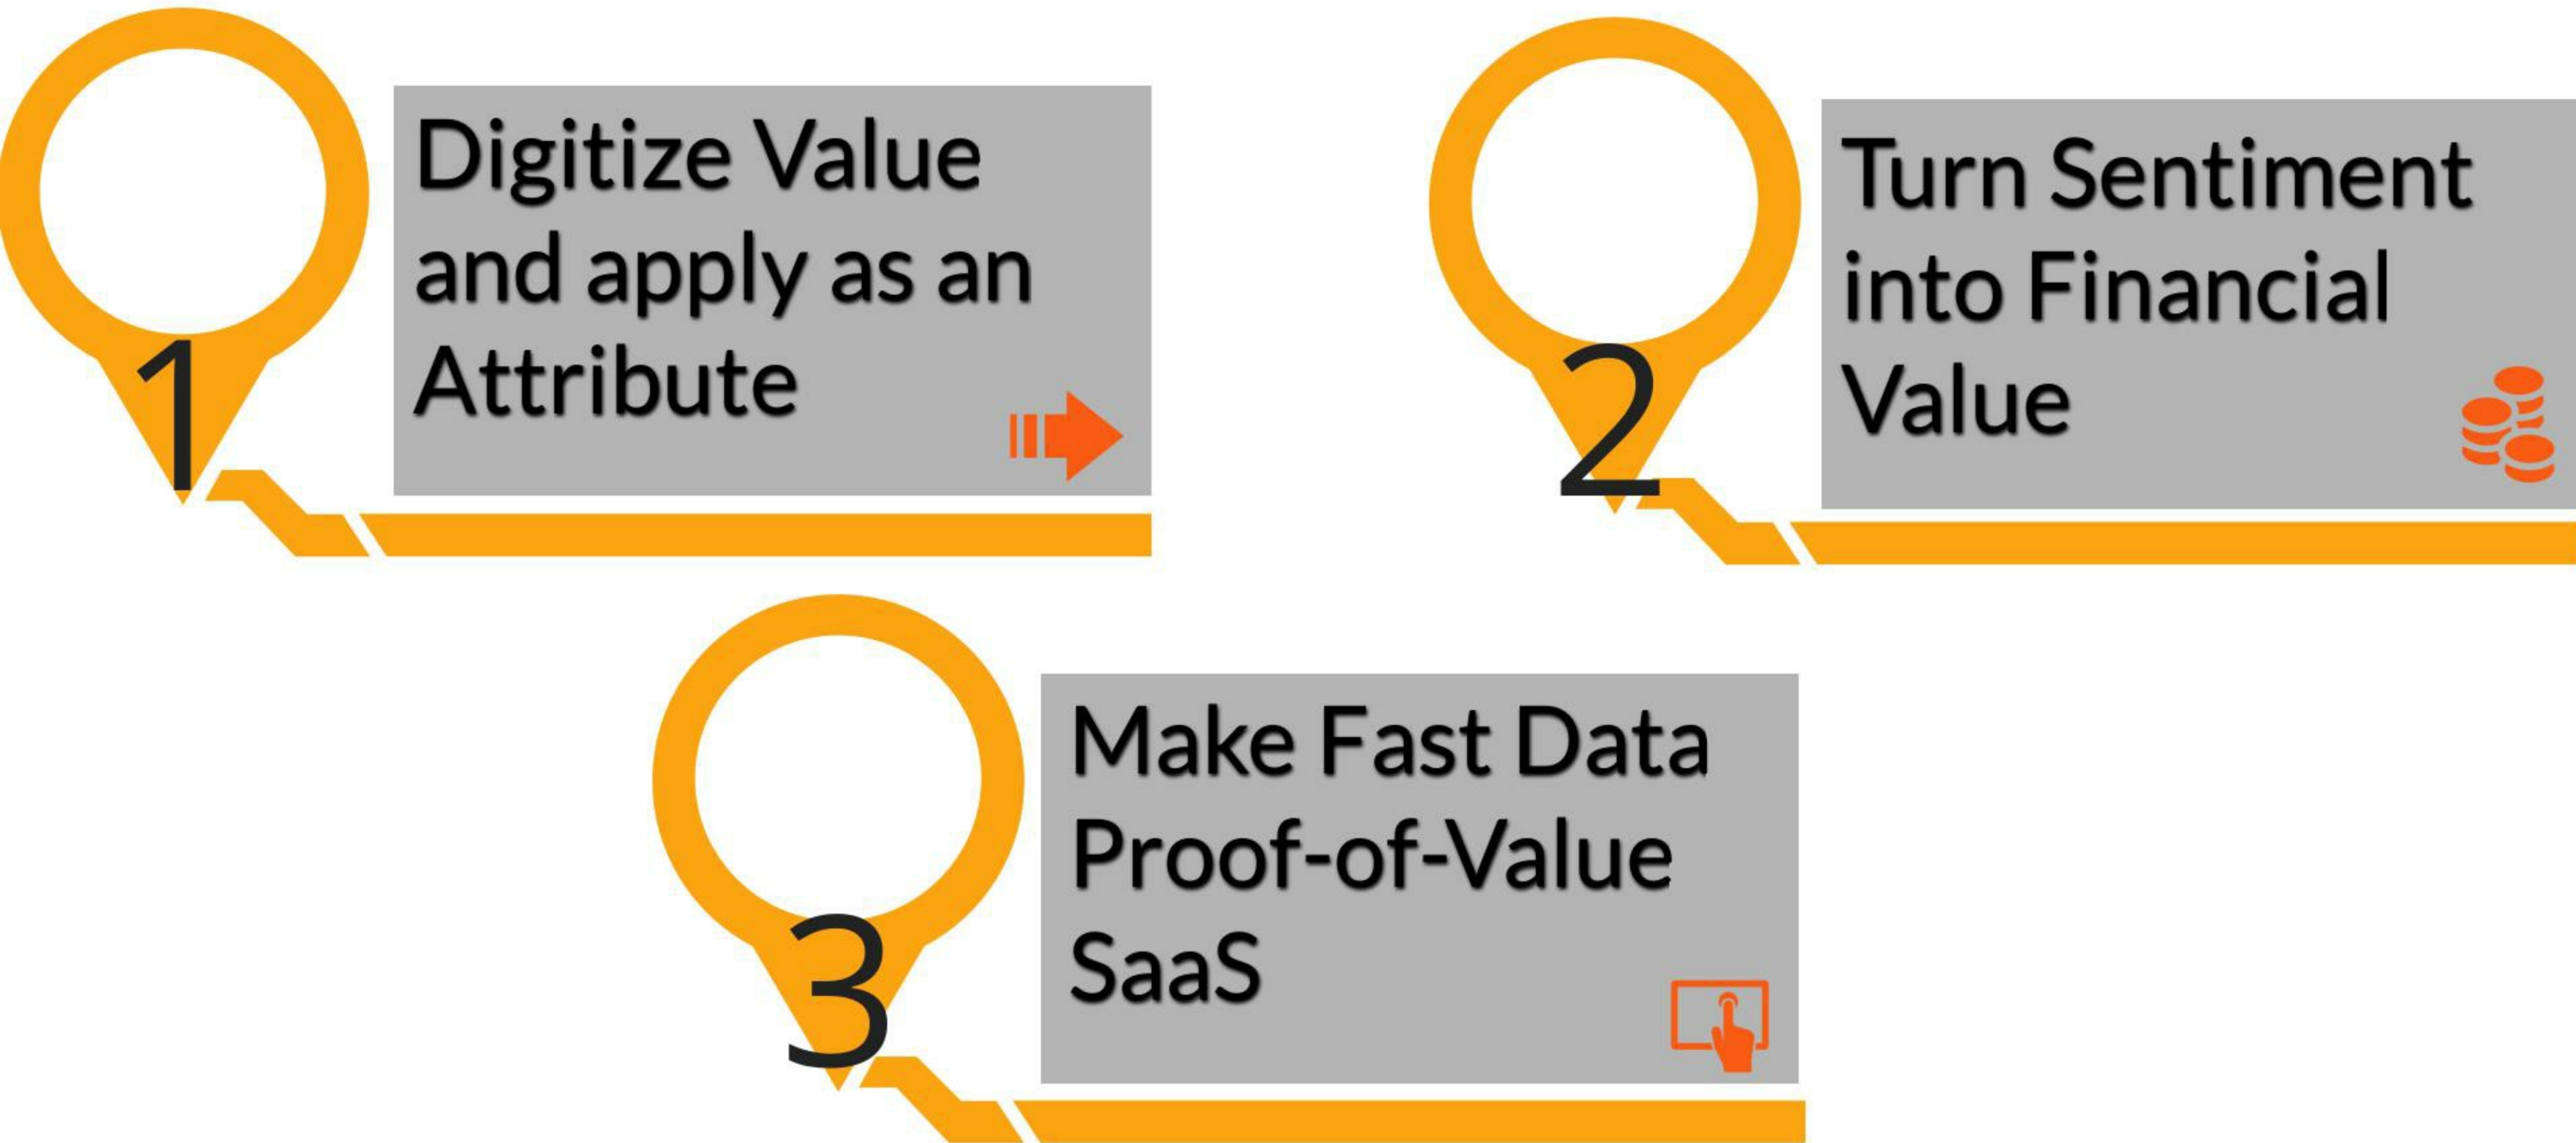 1
Digitize Value
and apply as an
Attribute
2
Turn Sentiment
into Financial
Value
3
Make Fast Data
Proof-of-Value
SaaS